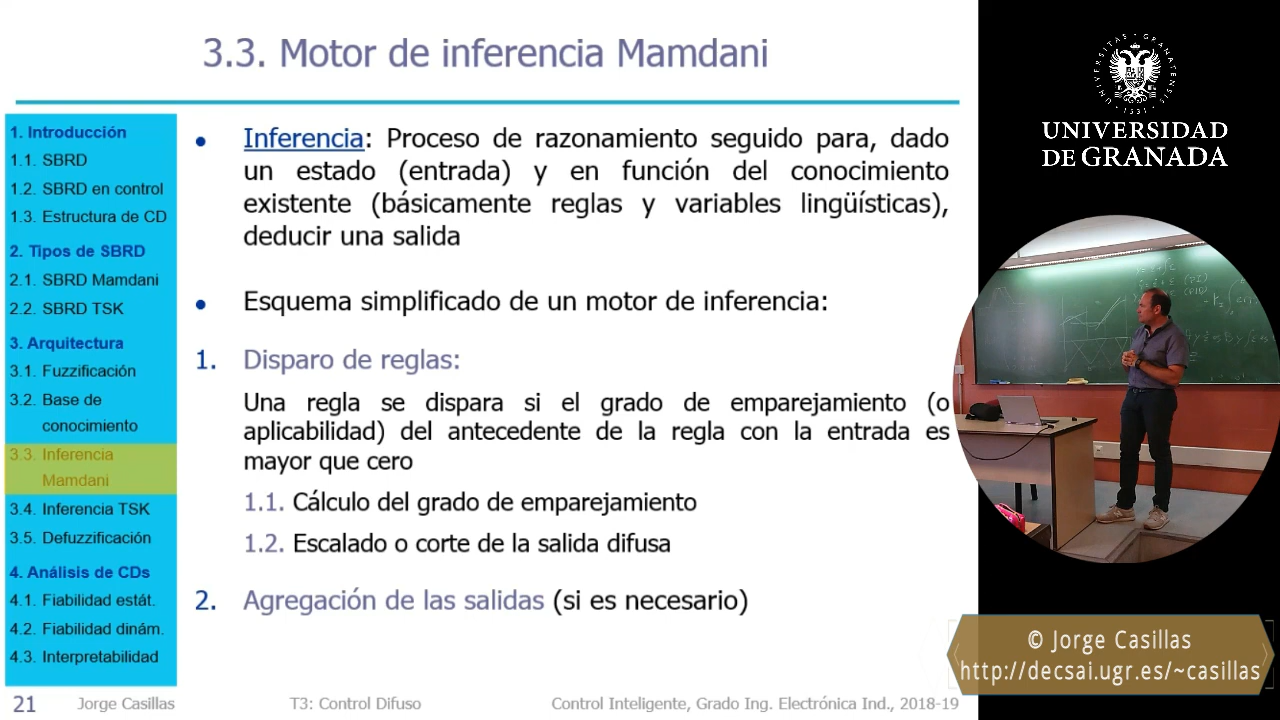 3.3. Motor de inferencia Mamdani
1. Introducción
1.1. SBRD
1.2. SBRD en control
1.3. Estructura de CD
2. Tipos de SBRD
2.1. SBRD Mamdani
2.2. SBRD TSK
3. Arquitectura
3.1. Fuzzificación
3.2. Base de
conocimiento
3.3. Inferencia
Mamdani
3.4. Inferencia TSK
3.5. Defuzzificación
4. Análisis de CDs
4.1. Fiabilidad estát.
4.2. Fiabilidad dinám.
4.3. Interpretabilidad
• Inferencia: Proceso de razonamiento seguido para, dado
un estado (entrada) y en función del conocimiento
existente (básicamente reglas y variables lingüísticas),
deducir una salida
• Esquema simplificado de un motor de inferencia:
1. Disparo de reglas:
Una regla se dispara si el grado de emparejamiento (o
aplicabilidad) del antecedente de la regla con la entrada es
mayor que cero
1.1. Cálculo del grado de emparejamiento
1.2. Escalado o corte de la salida difusa
2. Agregación de las salidas (si es necesario)
21 Jorge Casillas T3: Control Difuso Control Inteligente, Grado Ing. Electrónica Ind., 2018-19
UNIVERSITAS GRANATENSIS
1531
UNIVERSIDAD
DE GRANADA
© Jorge Casillas
http://decsai.ugr.es/~casillas